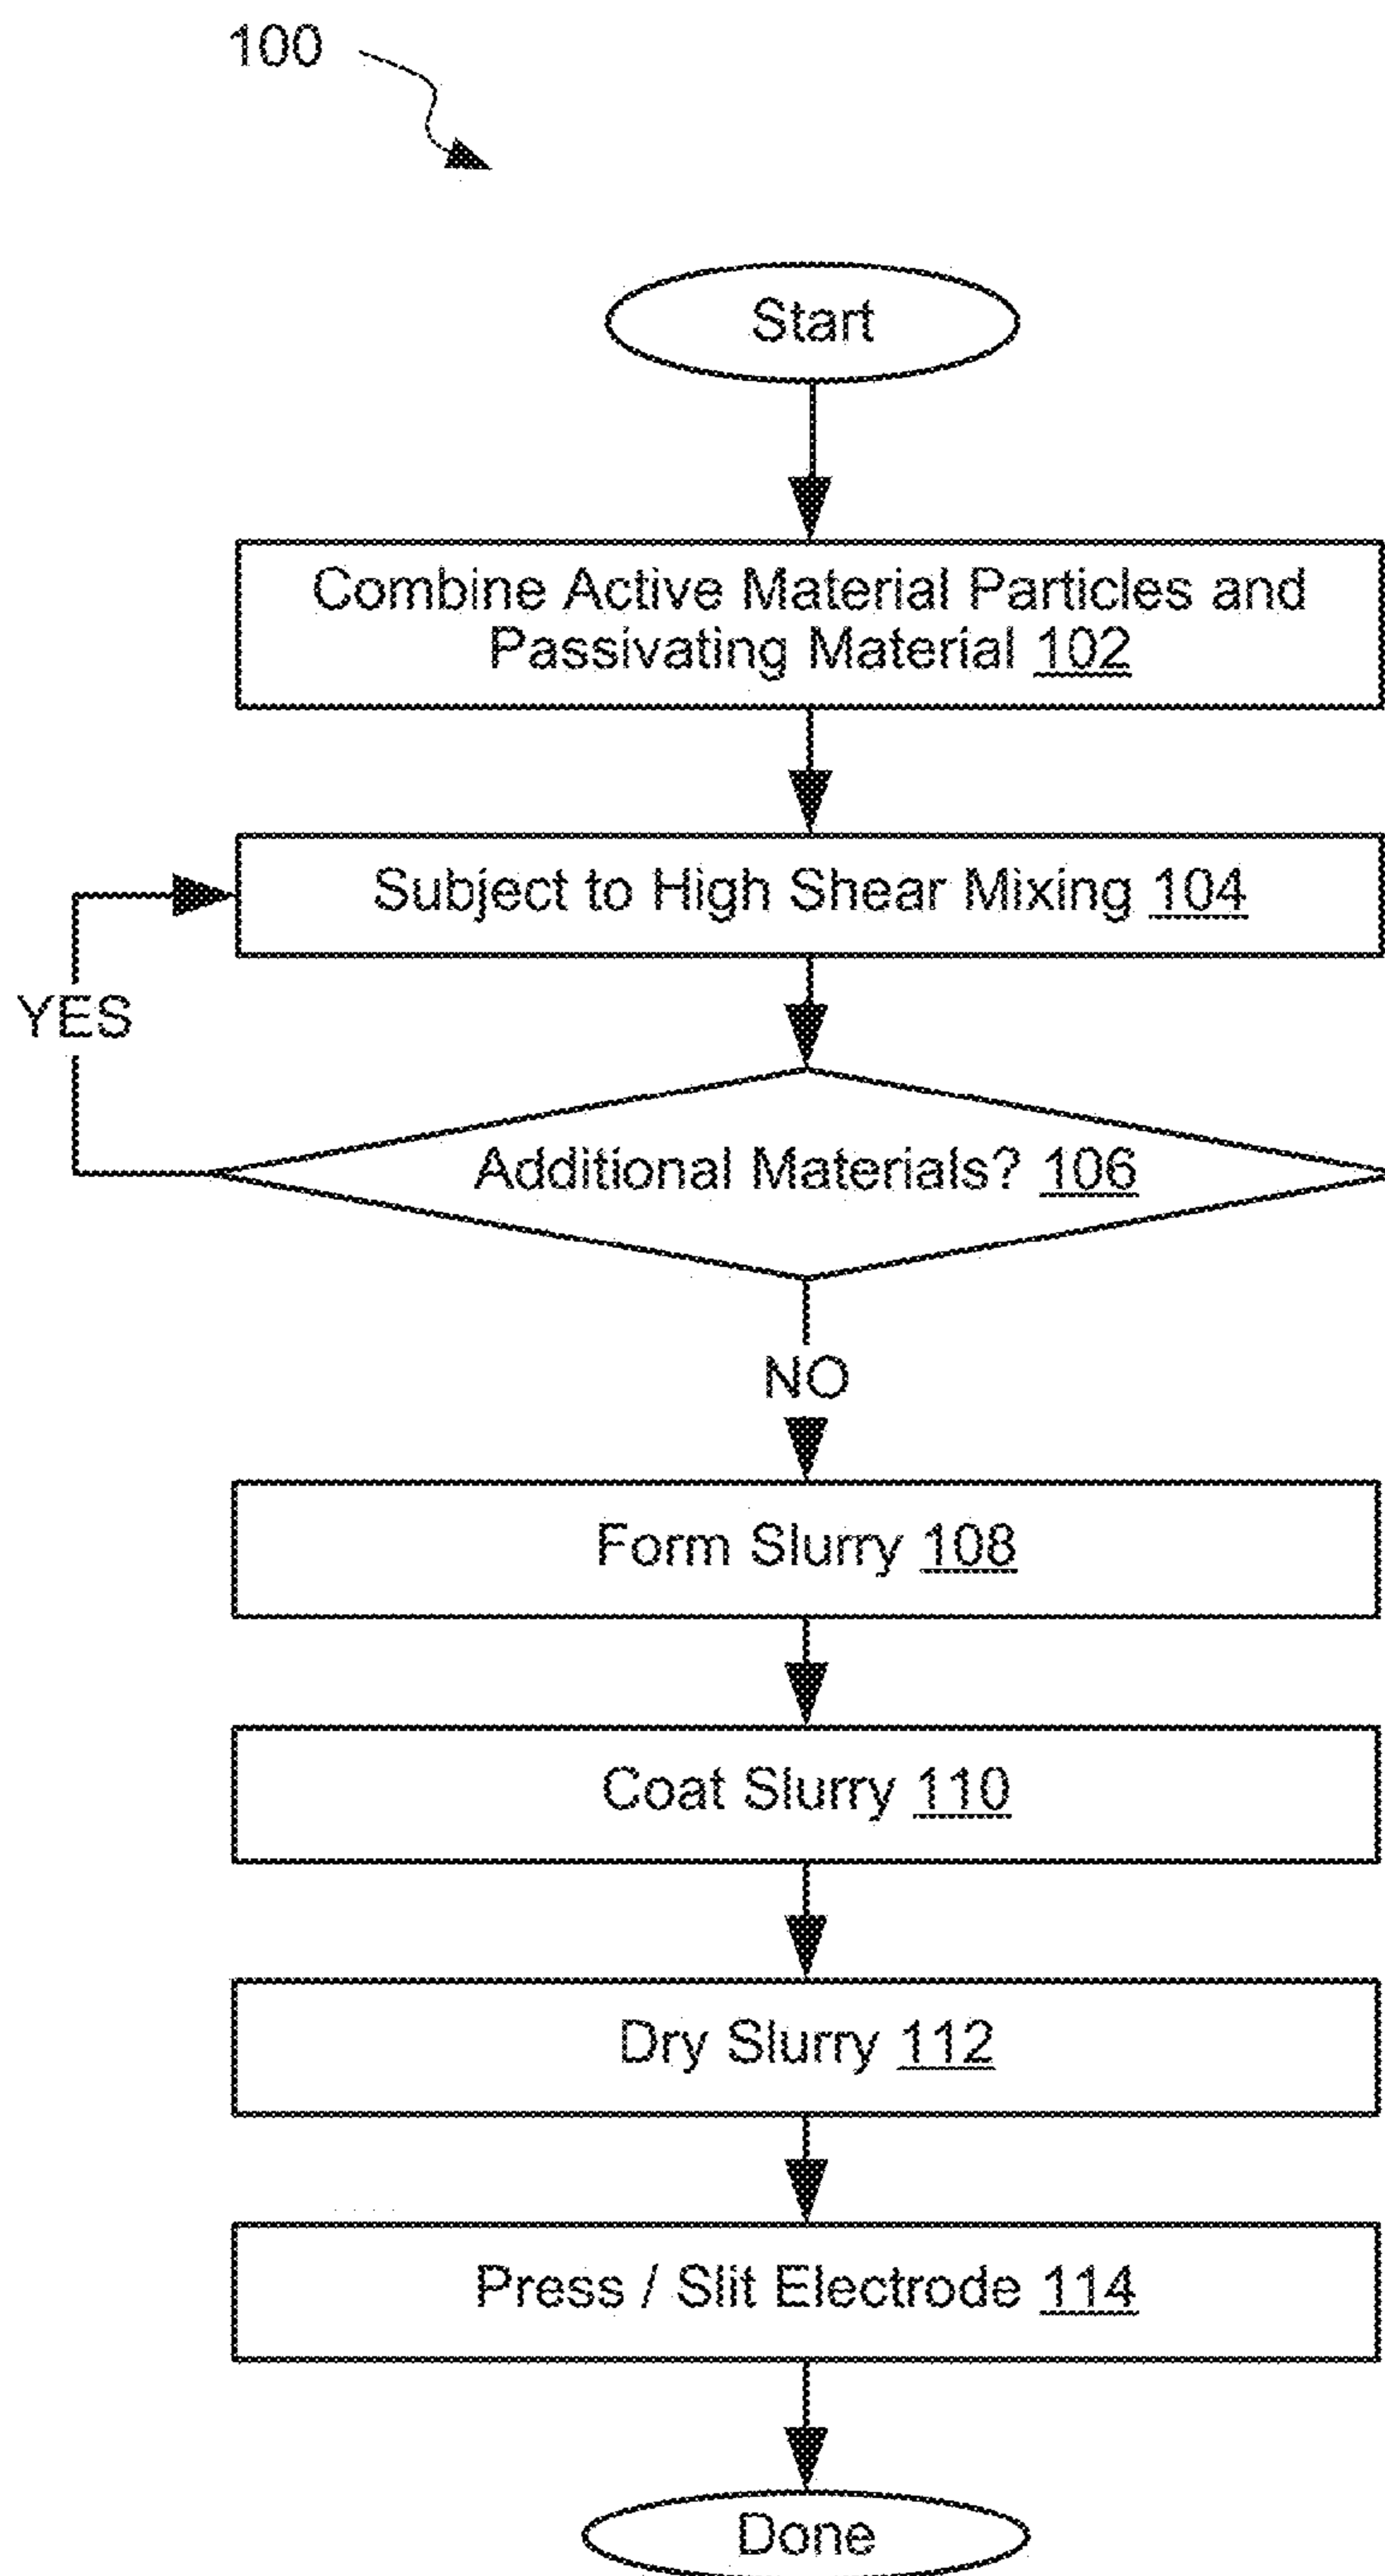 100
Start
Combine Active Material Particles and
Passivating Material 102
Subject to High Shear Mixing 104
YES
Additional Materials? 106
NO
Form Slurry 108
Coat Slurry 110
Dry Slurry 112
Press / Slit Electrode 114
Done